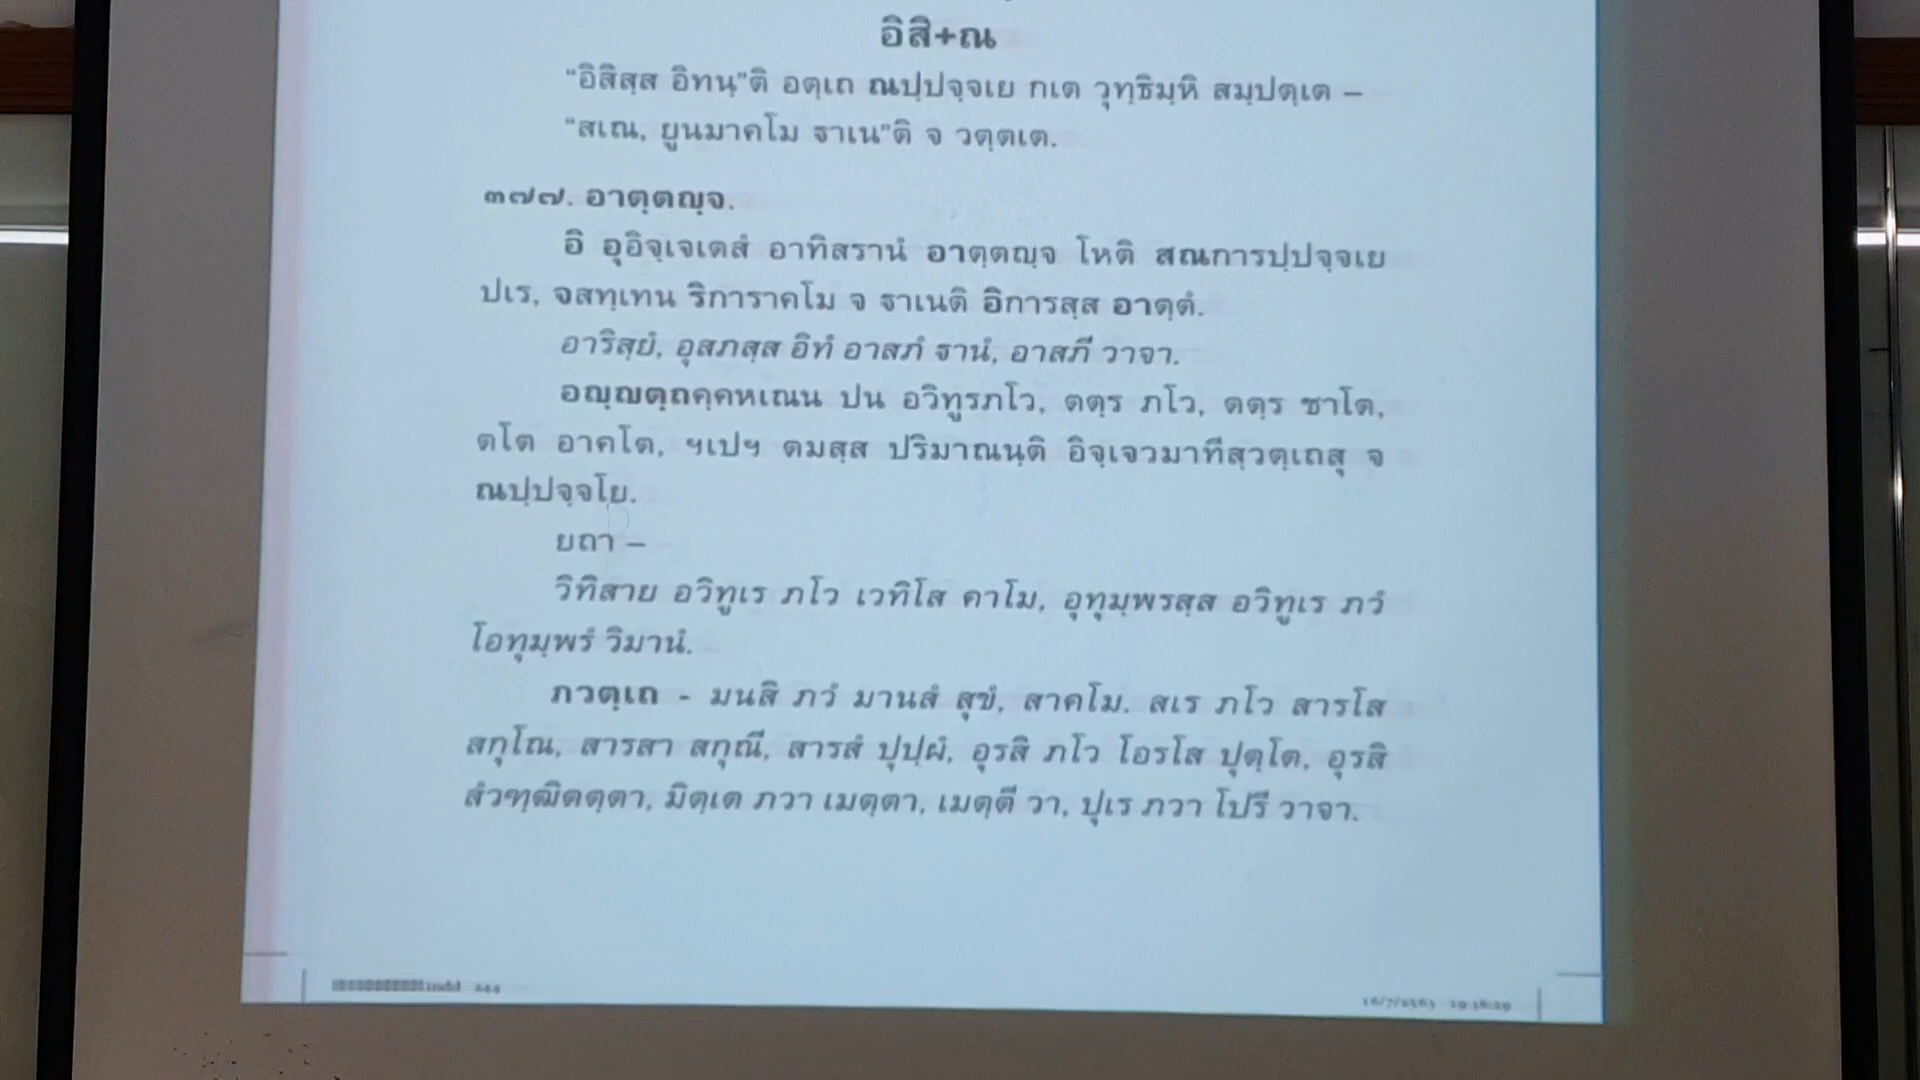 อิสิ+ณ
“อิสิสฺส อิทนฺ”ติ อตฺเถ ณปฺปจฺจเย กเต วุทฺธิมฺหิ สมฺปตฺเต –
“สเณ, ยูนมาคโม ฐาเน”ติ จ วตฺตเต.
๓๗๗. อาตฺตญฺจ.
อิ อุอิจฺเจเตสํ อาทิสรานํ อาตฺตญฺจ โหติ สณการปฺปจฺจเย
ปเร, จสทฺเทน ริการาคโม จ ฐาเนติ อิการสฺส อาตฺตํ.
อาริสฺยํ, อุสภสฺส อิทํ อาสภํ ฐานํ, อาสภี วาจา.
อญฺญตฺถคฺคหเณน ปน อวิทูรภโว, ตตฺร ภโว, ตตฺร ชาโต,
ตโต อาคโต, ฯเปฯ ตมสฺส ปริมาณนฺติ อิจฺเจวมาทีสฺวตฺเถสุ จ
ณปฺปจฺจโย.
ยถา –
วิทิสาย อวิทูเร ภโว เวทิโส คาโม, อุทุมฺพรสฺส อวิทูเร ภวํ
โอทุมฺพรํ วิมานํ.
ภวตฺเถ - มนสิ ภวํ มานสํ สุขํ, สาคโม. สเร ภโว สารโส
สกุโณ, สารสา สกุณี, สารสํ ปุปฺผํ, อุรสิ ภโว โอรโส ปุตฺโต, อุรสิ
สํวฑฺฒิตตฺตา, มิตฺเต ภวา เมตฺตา, เมตฺตี วา, ปุเร ภวา โปรี วาจา.
16/7/2563 19:36:29